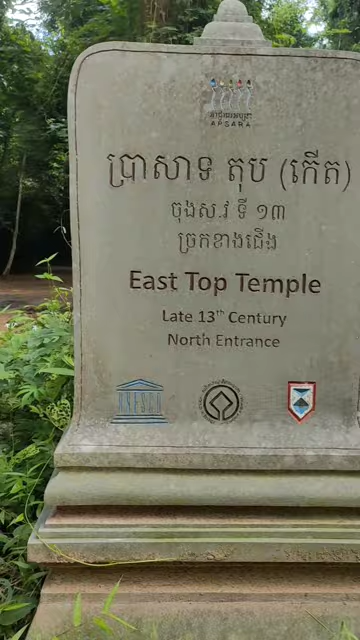 APSARA
ប្រាសាទ តុប (កើត)
ចុងស.វ ទី ១៣
ច្រកខាងជើង
East Top Temple
Late 13th Century
North Entrance
UNESCO